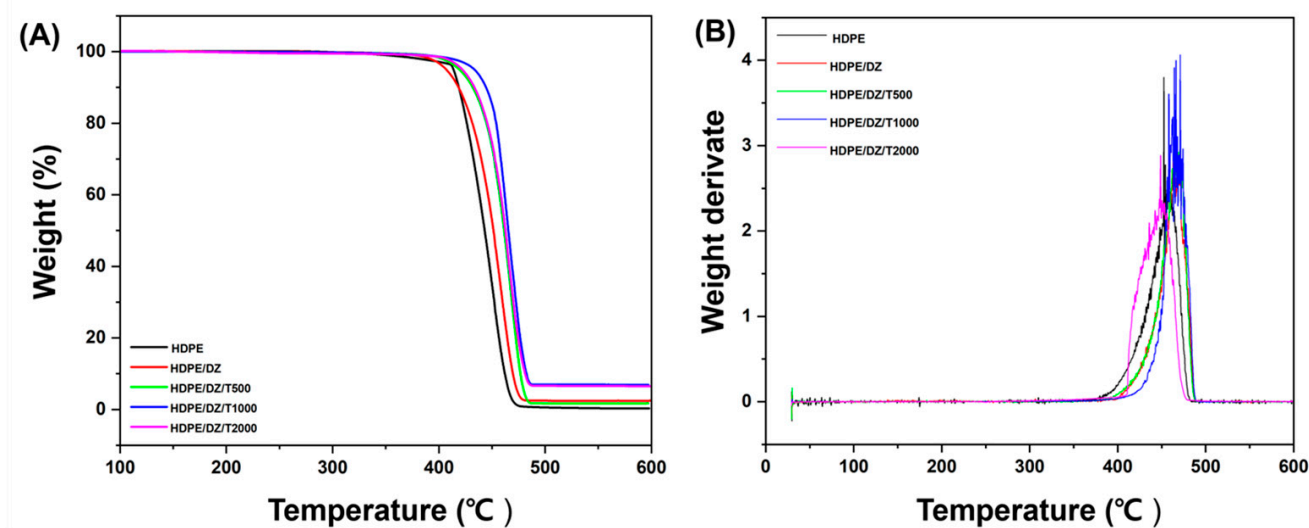 (A)
100
80
60
40
20
0
Weight (%)
HDPE
HDPE/DZ
HDPE/DZ/T500
HDPE/DZ/T1000
HDPE/DZ/T2000
100 200 300 400 500 600
Temperature (℃ )
(B)
4
3
2
1
0
Weight derivate
HDPE
HDPE/DZ
HDPE/DZ/T500
HDPE/DZ/T1000
HDPE/DZ/T2000
0 100 200 300 400 500 600
Temperature (℃ )